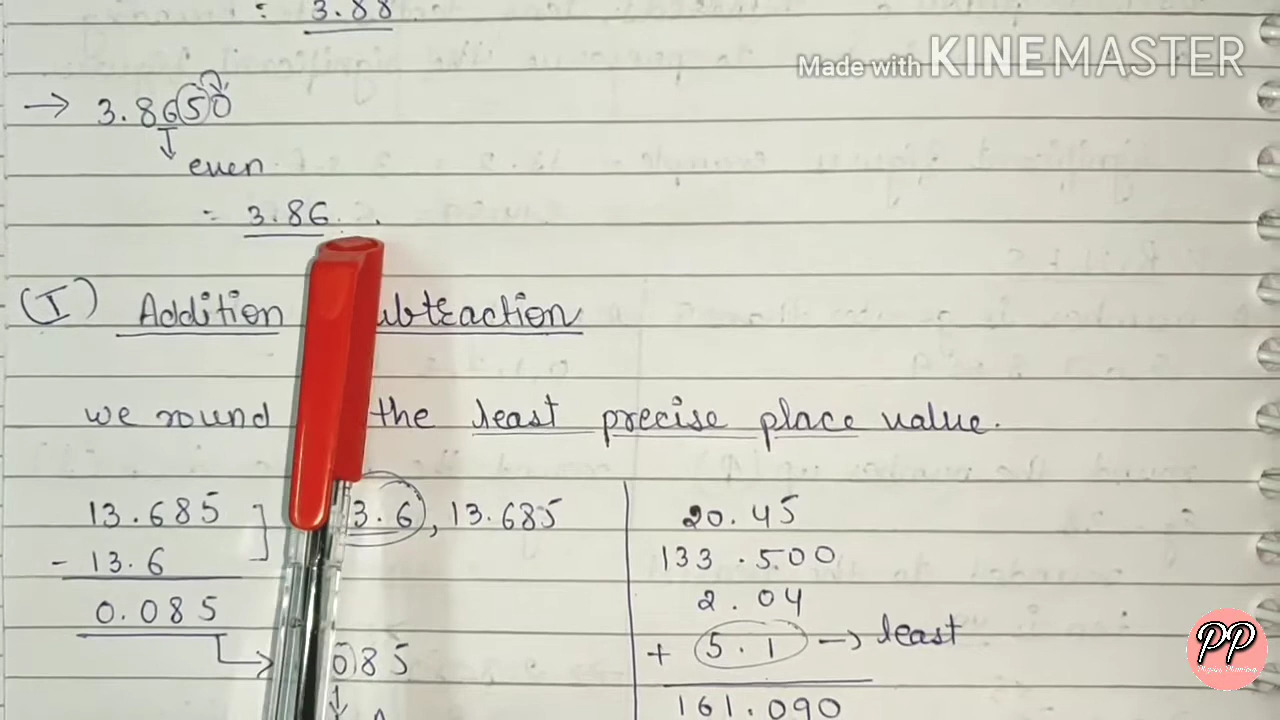 = 3.88
Made with KINEMASTER
→ 3.8650
even
= 3.86
(I) Addition ubtraction
we round the least precise place value.
13.685 3.6, 13.685
- 13.6
0.085
085
20.45
133.500
2.04
+ 5.1 → least
161.090
PP